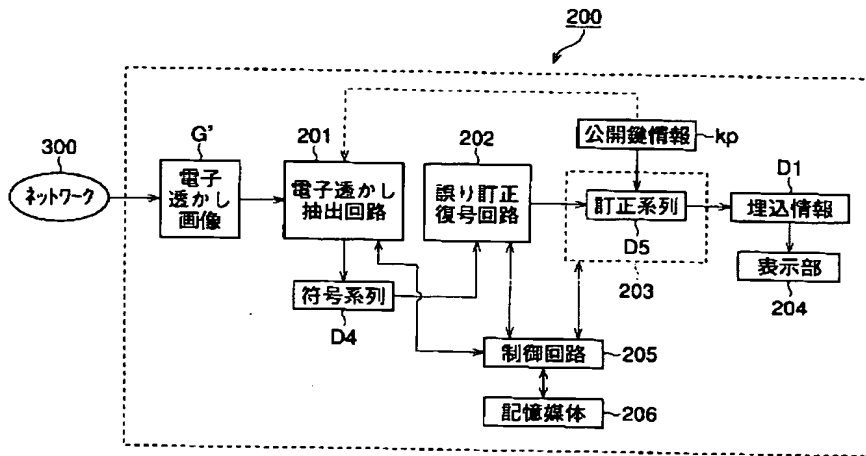 200
300
ネットワーク
G'
電子
透かし
画像
201
電子透かし
抽出回路
202
誤り訂正
復号回路
公開鍵情報
kp
訂正系列
D5
203
D1
埋込情報
表示部
204
符号系列
D4
制御回路
205
記憶媒体
206